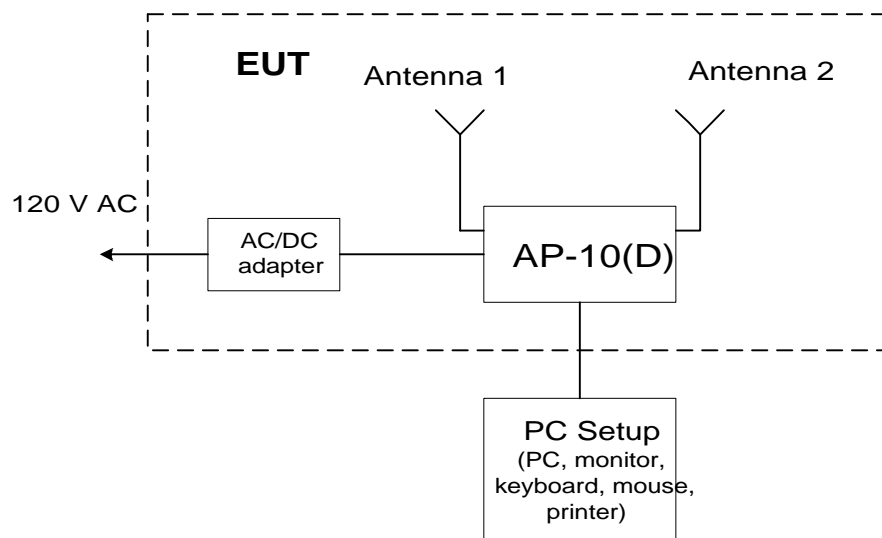 EUT
Antenna 1
Antenna 2
120 V AC
AC/DC
adapter
AP-10(D)
PC Setup
(PC, monitor,
keyboard, mouse,
printer)